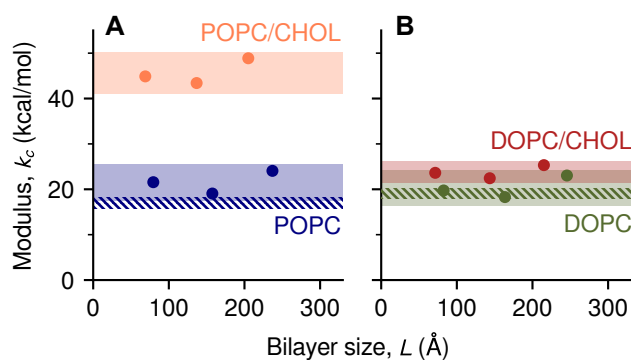 A
B
POPC/CHOL
POPC
DOPC/CHOL
DOPC
Modulus, k_c (kcal/mol)
40
20
0
0 100 200 300
0 100 200 300
Bilayer size, L (Å)